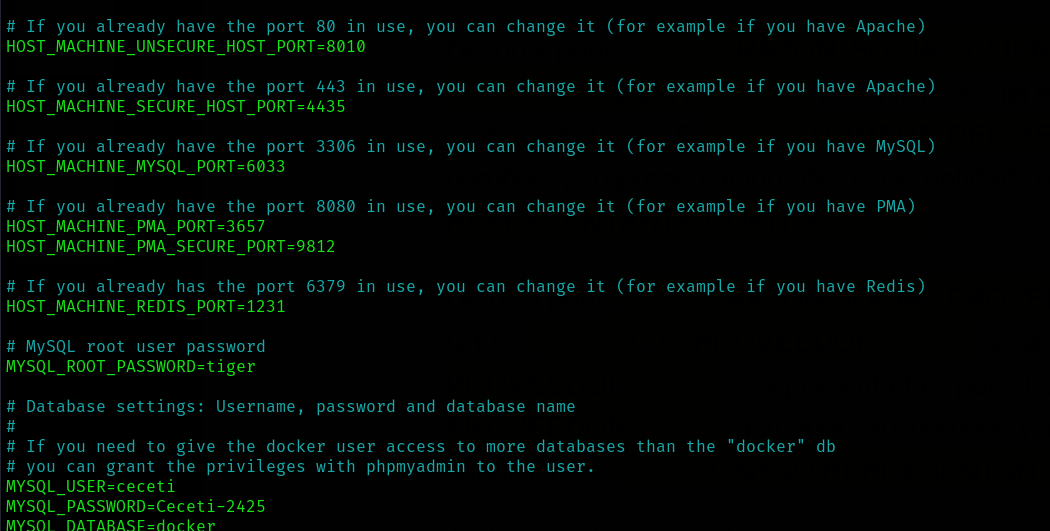 # If you already have the port 80 in use, you can change it (for example if you have Apache)
HOST_MACHINE_UNSECURE_HOST_PORT=8010
# If you already have the port 443 in use, you can change it (for example if you have Apache)
HOST_MACHINE_SECURE_HOST_PORT=4435
# If you already have the port 3306 in use, you can change it (for example if you have MySQL)
HOST_MACHINE_MYSQL_PORT=6033
# If you already have the port 8080 in use, you can change it (for example if you have PMA)
HOST_MACHINE_PMA_PORT=3657
HOST_MACHINE_PMA_SECURE_PORT=9812
# If you already has the port 6379 in use, you can change it (for example if you have Redis)
HOST_MACHINE_REDIS_PORT=1231
# MySQL root user password
MYSQL_ROOT_PASSWORD=tiger
# Database settings: Username, password and database name
#
# If you need to give the docker user access to more databases than the "docker" db
# you can grant the privileges with phpmyadmin to the user.
MYSQL_USER=ceceti
MYSQL_PASSWORD=Ceceti-2425
MYSQL_DATABASE=docker